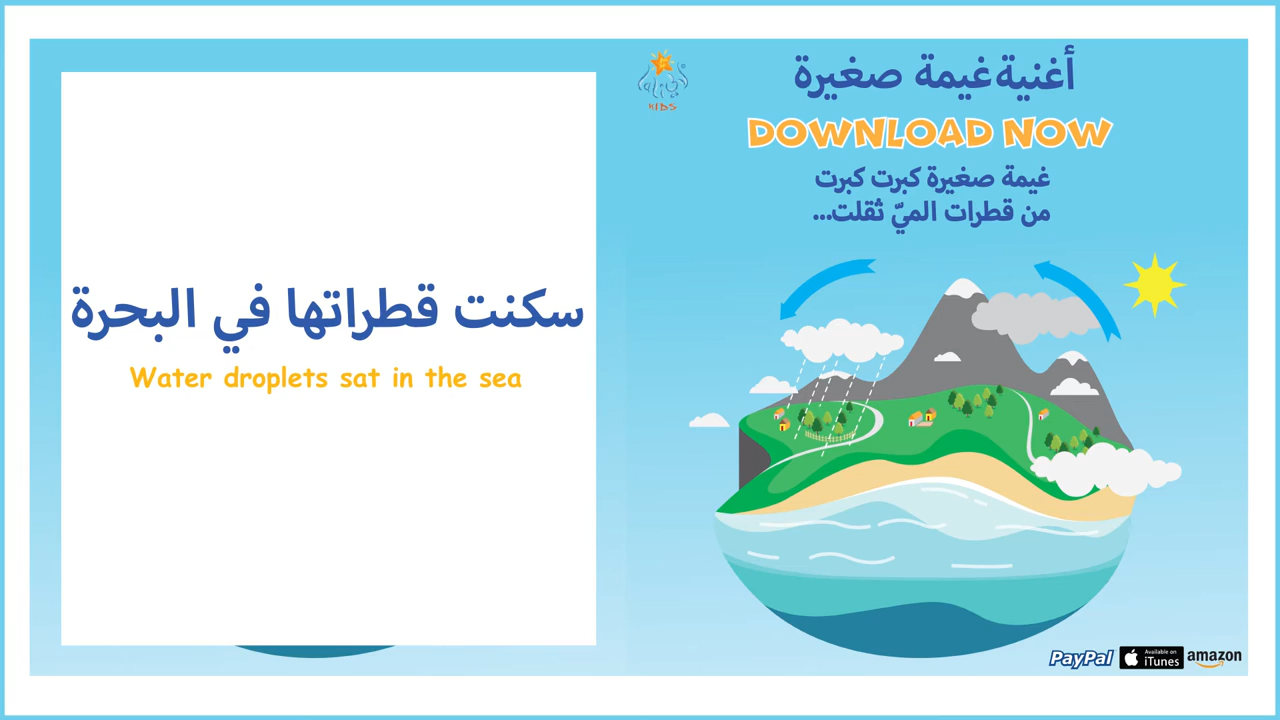 سكنت قطراتها في البحرة
Water droplets sat in the sea
KIDS
أغنية غيمة صغيرة
DOWNLOAD NOW
غيمة صغيرة كبرت كبرت
من قطرات الميّ ثقلت...
PayPal
Available on
iTunes
amazon